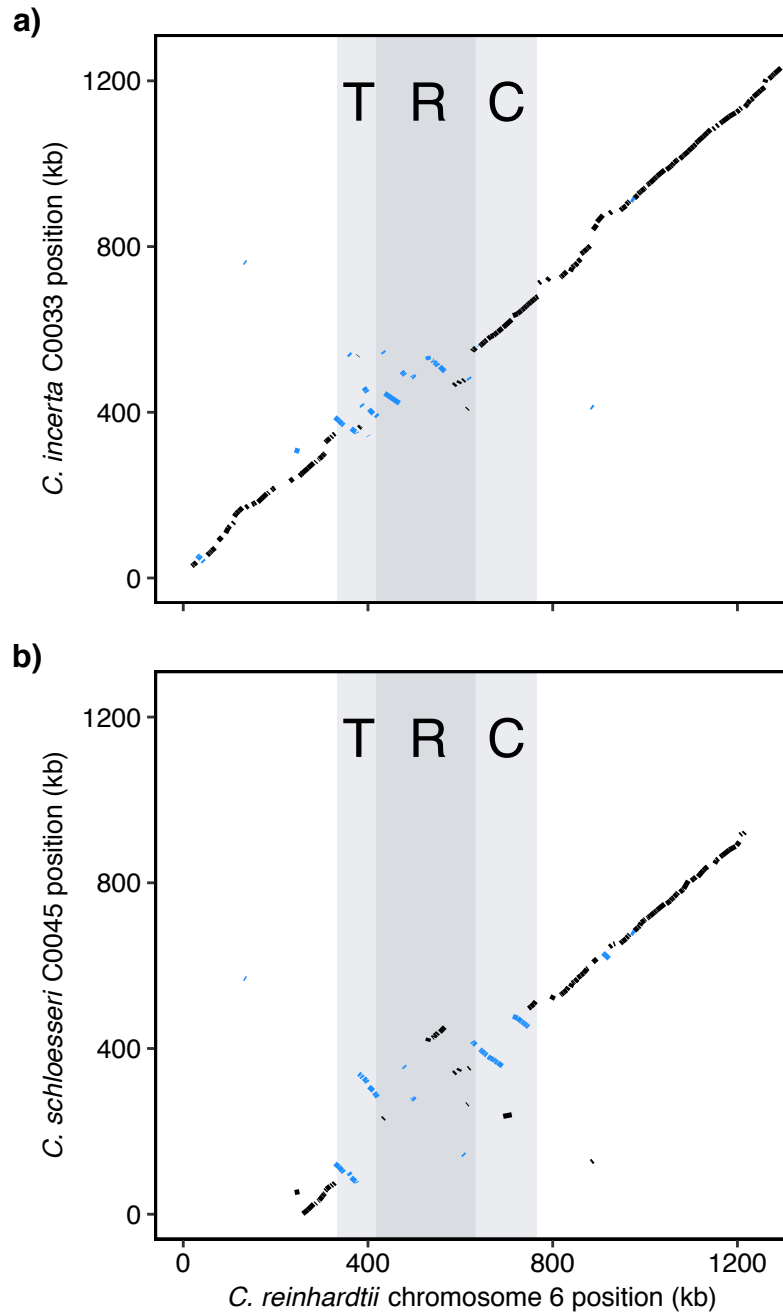 a)
T R C
1200
800
400
0
C. incerta C0033 position (kb)
b)
T R C
1200
800
400
0
C. schloesseri C0045 position (kb)
0 400 800 1200
C. reinhardtii chromosome 6 position (kb)